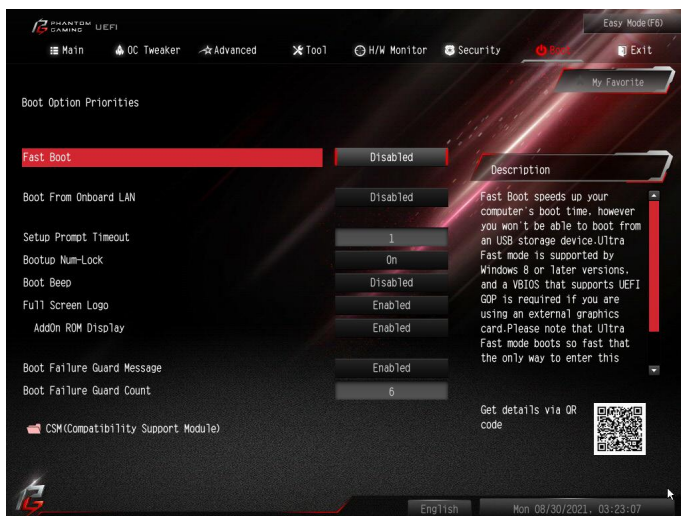 PHANTOM
GAMING UEFI
Easy Mode(F6)
Main OC Tweaker Advanced Tool H/W Monitor Security Boot Exit
My Favorite
Boot Option Priorities
Fast Boot Disabled
Description
Boot From Onboard LAN Disabled
Setup Prompt Timeout 1
Bootup Num-Lock On
Boot Beep Disabled
Full Screen Logo Enabled
AddOn ROM Display Enabled
Boot Failure Guard Message Enabled
Boot Failure Guard Count 6
CSM(Compatibility Support Module)
Fast Boot speeds up your
computer's boot time, however
you won't be able to boot from
an USB storage device.Ultra
Fast mode is supported by
Windows 8 or later versions,
and a VBIOS that supports UEFI
GOP is required if you are
using an external graphics
card.Please note that Ultra
Fast mode boots so fast that
the only way to enter this
Get details via QR
code
English
Mon 08/30/2021, 03:23:07